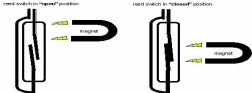 reed switch in "open" position
reed switch in "closed" position
magnet
magnet